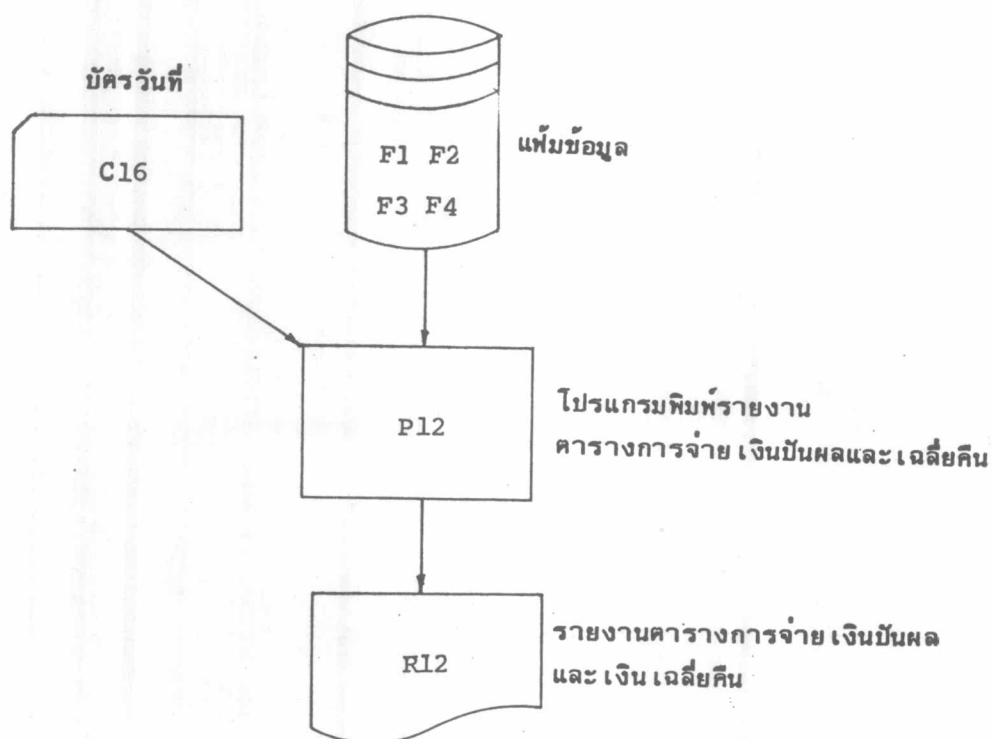 บัตรวันที่
C16
F1 F2
F3 F4
แฟ้มข้อมูล
P12
โปรแกรมพิมพ์รายงาน
ตารางการจ่ายเงินปันผลและเฉลี่ยคืน
R12
รายงานตารางการจ่ายเงินปันผล
และเงินเฉลี่ยคืน